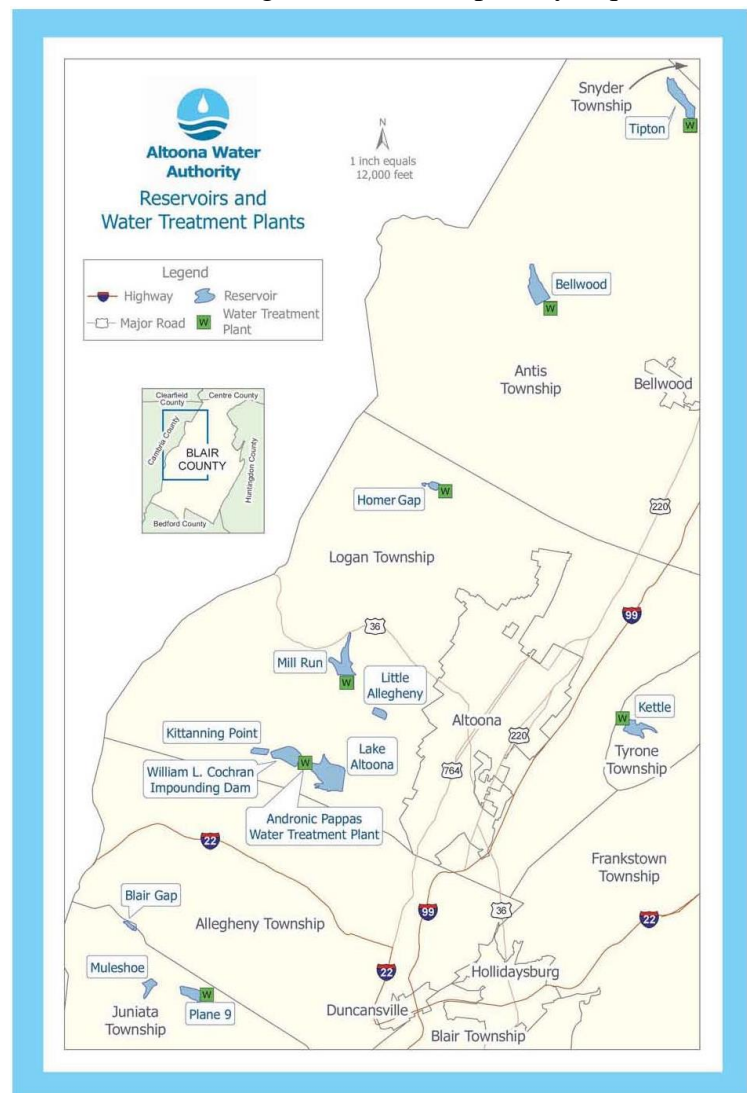 Altoona Water
Authority
Reservoirs and
Water Treatment Plants
N
1 inch equals
12,000 feet
Snyder
Township
Tipton
W
Legend
Highway
Reservoir
Major Road
W
Water Treatment
Plant
Bellwood
W
Antis
Township
Bellwood
Clearfield
County
Centre County
Cambria County
BLAIR
COUNTY
Huntingdon County
Bedford County
Homer Gap
W
220
Logan Township
99
36
Mill Run
W
Little
Allegheny
Altoona
220
Kettle
W
Tyrone
Township
Kittanning Point
William L. Cochran
Impounding Dam
W
Lake
Altoona
764
Andronic Pappas
Water Treatment Plant
22
Frankstown
Township
Blair Gap
Allegheny Township
99
36
22
Muleshoe
22
Hollidaysburg
Juniata
Township
W
Plane 9
Duncansville
Blair Township